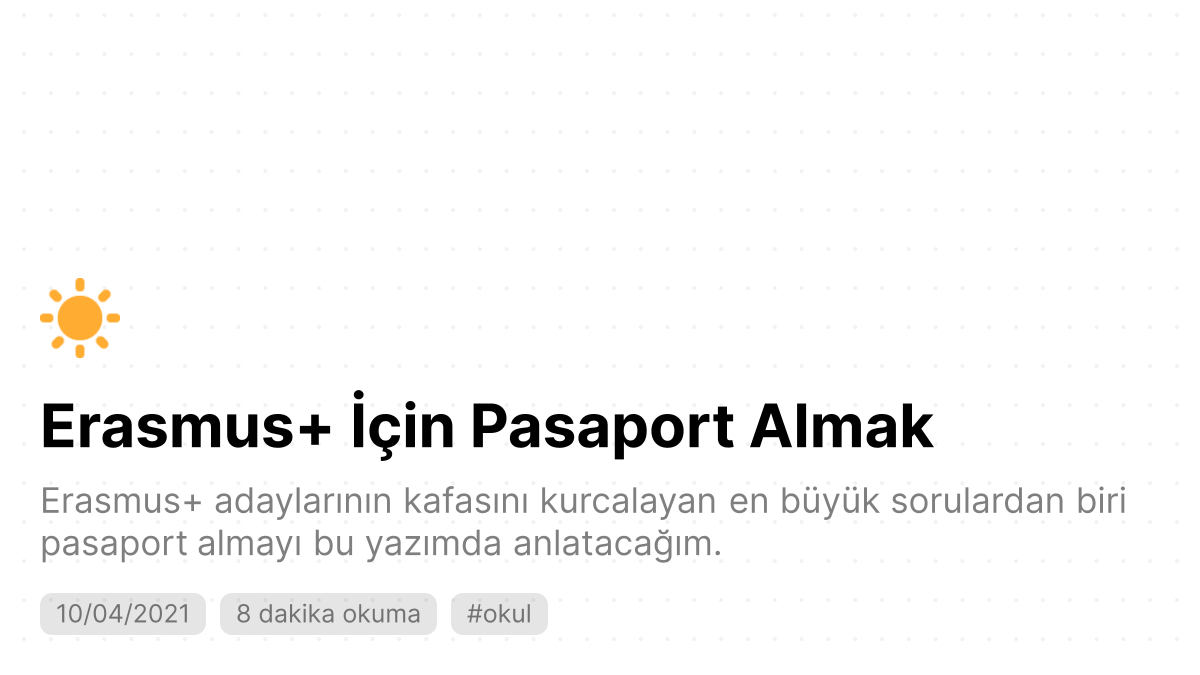 Erasmus+ İçin Pasaport Almak
Erasmus+ adaylarının kafasını kurcalayan en büyük sorulardan biri
pasaport almayı bu yazımda anlatacağım.
10/04/2021 8 dakika okuma #okul